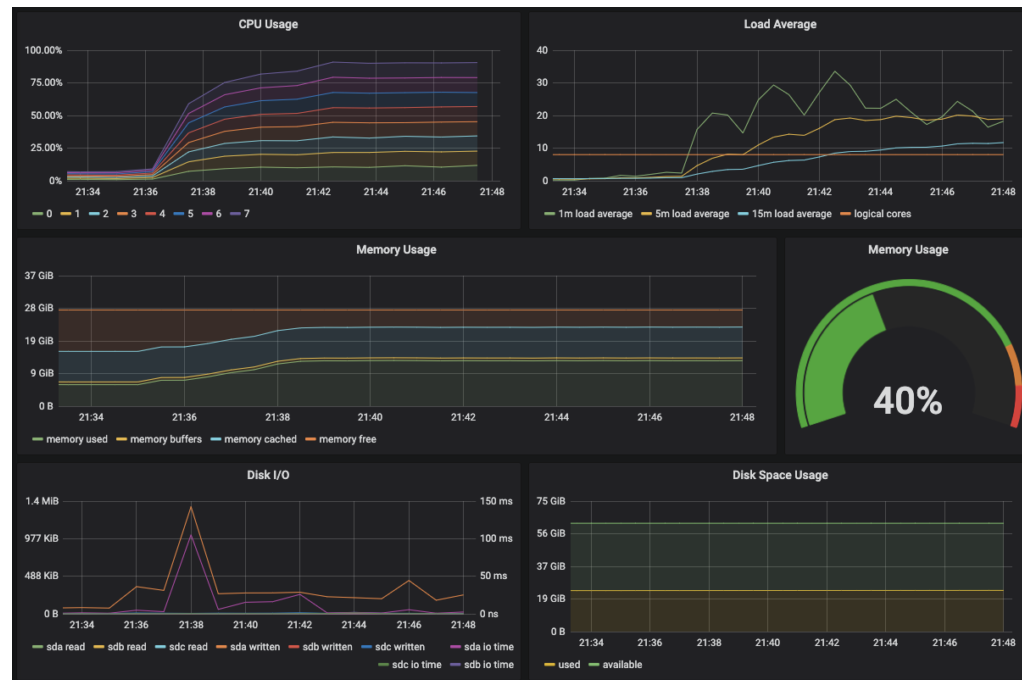 CPU Usage
100.00%
75.00%
50.00%
25.00%
0%
21:34 21:36 21:38 21:40 21:42 21:44 21:46 21:48
0 1 2 3 4 5 6 7
Load Average
40
30
20
10
0
21:34 21:36 21:38 21:40 21:42 21:44 21:46 21:48
1m load average 5m load average 15m load average logical cores
Memory Usage
37 GiB
28 GiB
19 GiB
9 GiB
0 B
21:34 21:36 21:38 21:40 21:42 21:44 21:46 21:48
memory used memory buffers memory cached memory free
Memory Usage
40%
Disk I/O
1.4 MiB 150 ms
977 KiB 100 ms
488 KiB 50 ms
0 B 0 ns
21:34 21:36 21:38 21:40 21:42 21:44 21:46 21:48
sda read sdb read sdc read sda written sdb written sdc written sda io time
sdc io time sdb io time
Disk Space Usage
75 GiB
56 GiB
37 GiB
19 GiB
0 B
21:34 21:36 21:38 21:40 21:42 21:44 21:46 21:48
used available